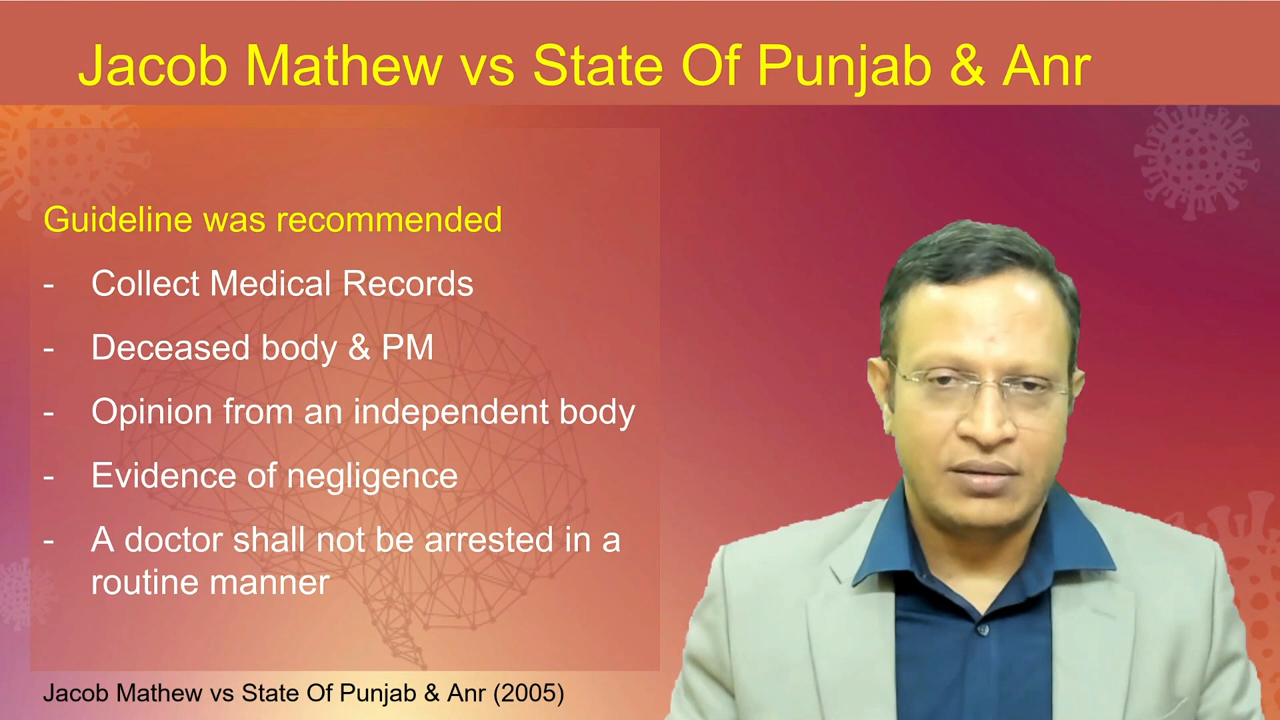 Jacob Mathew vs State Of Punjab & Anr
Guideline was recommended
- Collect Medical Records
- Deceased body & PM
- Opinion from an independent body
- Evidence of negligence
- A doctor shall not be arrested in a
routine manner
Jacob Mathew vs State Of Punjab & Anr (2005)